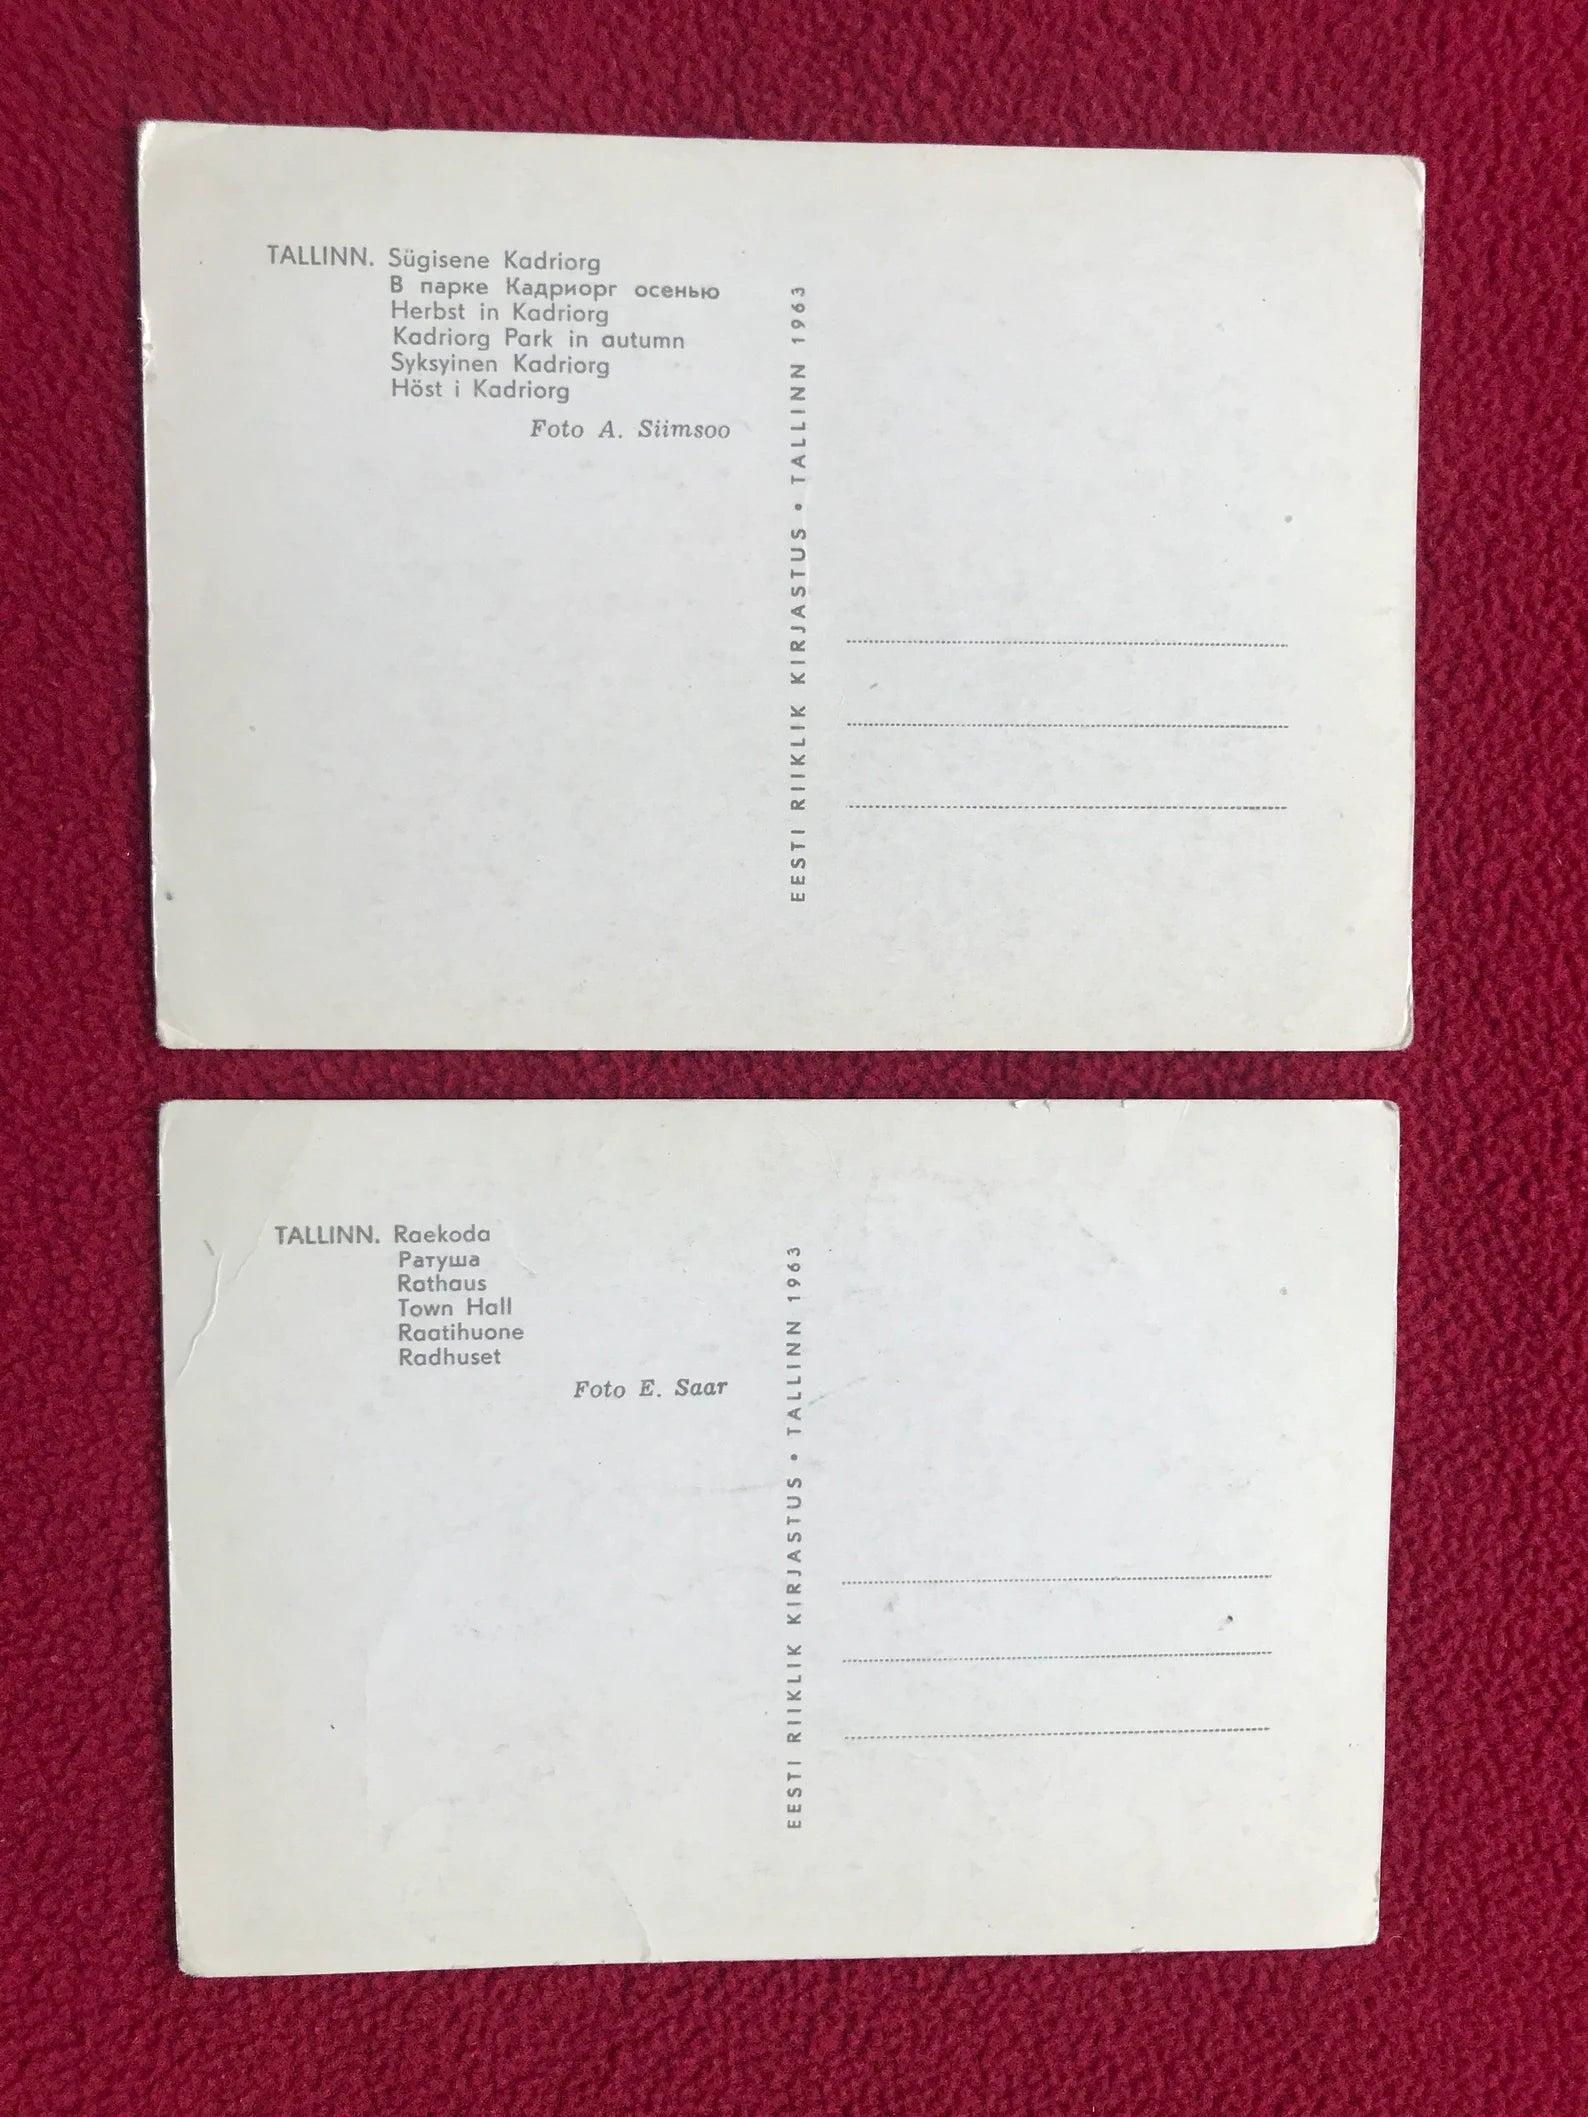 TALLINN. Sügisene Kadriorg
В парке Кадриорг осенью
Herbst in Kadriorg
Kadriorg Park in autumn
Syksyinen Kadriorg
Höst i Kadriorg
Foto A. Siimsoo
EESTI RIIKLIK KIRJASTUS • TALLINN 1963
TALLINN. Raekoda
Ратуша
Rathaus
Town Hall
Raatihuone
Radhuset
Foto E. Saar
EESTI RIIKLIK KIRJASTUS • TALLINN 1963